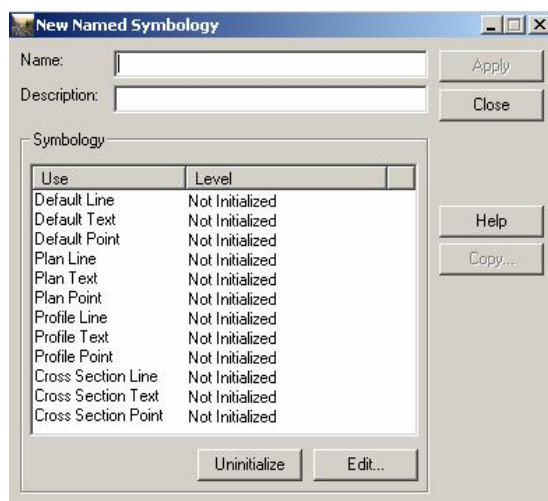 New Named Symbology
Name:
Apply
Description:
Close
Symbology
Use Level
Default Line Not Initialized
Default Text Not Initialized
Default Point Not Initialized
Plan Line Not Initialized
Plan Text Not Initialized
Plan Point Not Initialized
Profile Line Not Initialized
Profile Text Not Initialized
Profile Point Not Initialized
Cross Section Line Not Initialized
Cross Section Text Not Initialized
Cross Section Point Not Initialized
Help
Copy...
Uninitialize Edit...